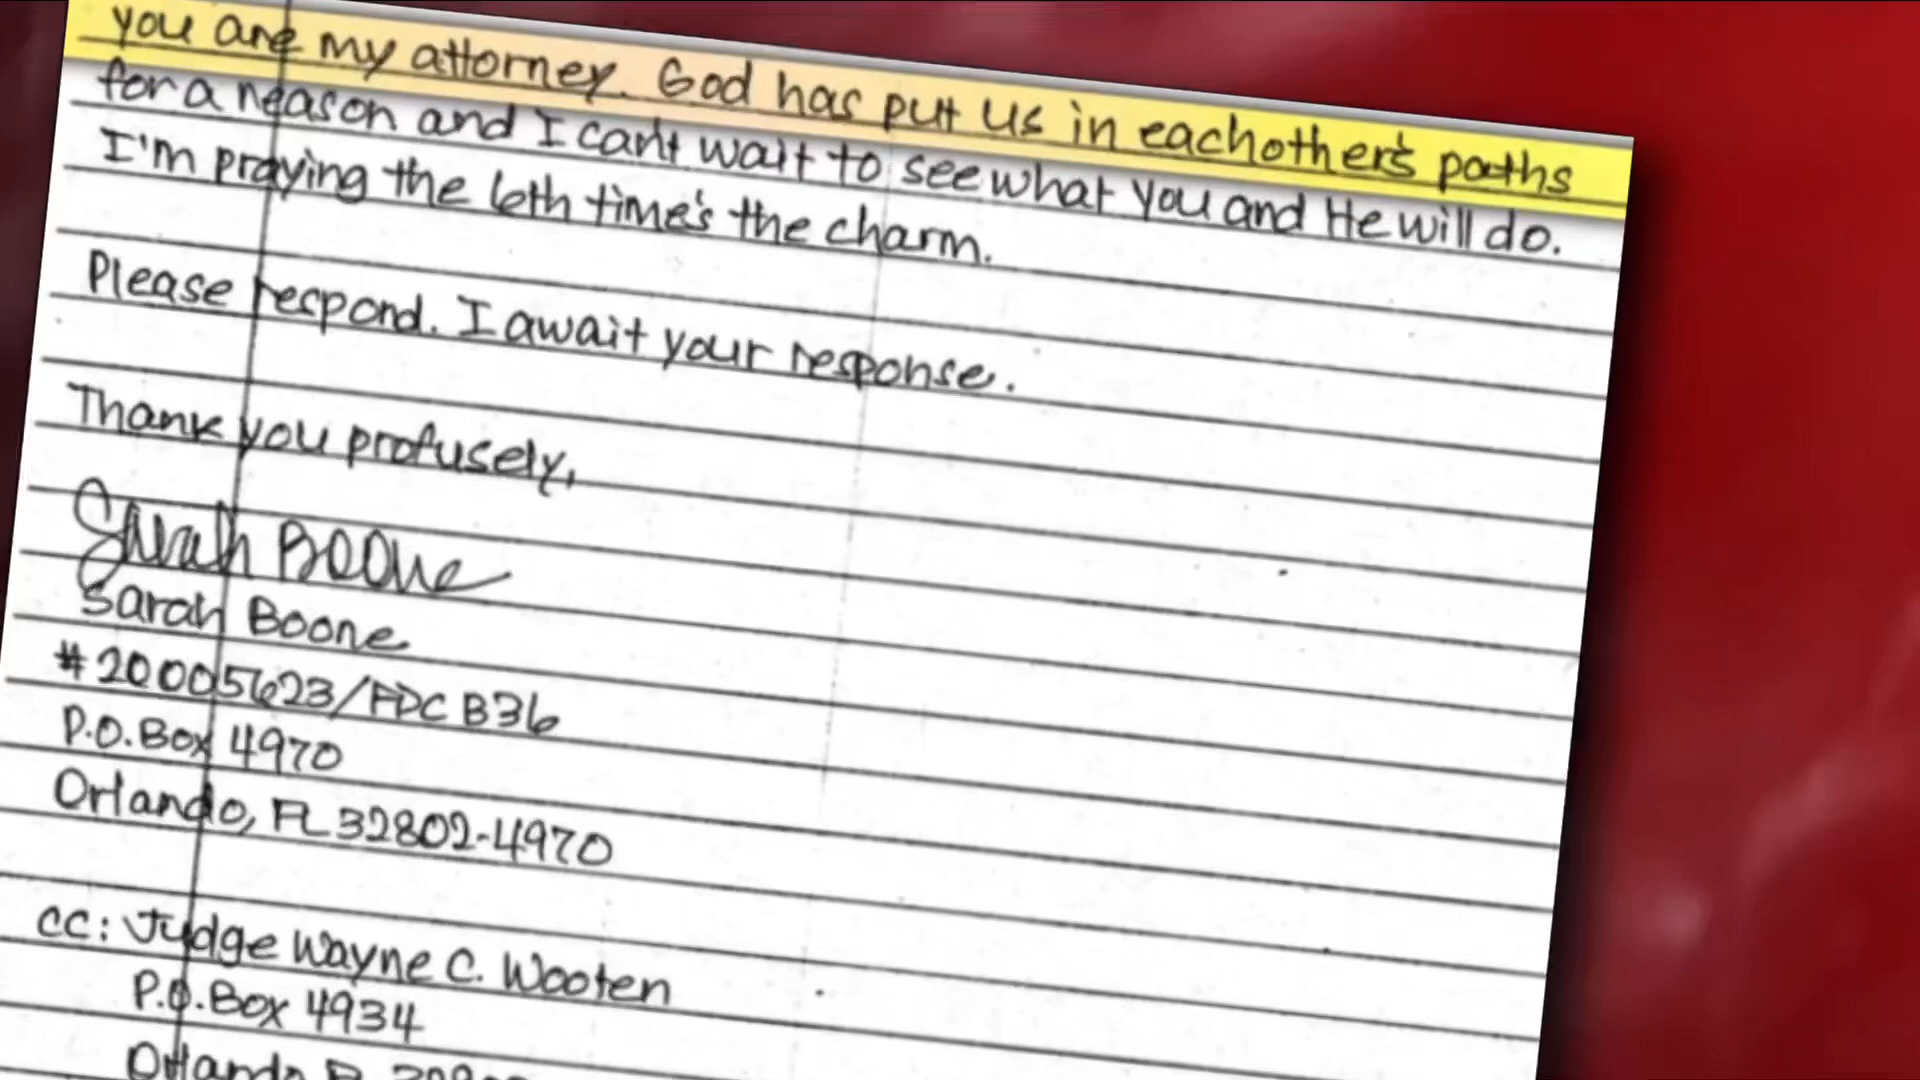 you are my attorney. God has put us in eachother's paths
for a reason and I can't wait to see what you and He will do.
I'm praying the 6th time's the charm.
Please respond. I await your response.
Thank you profusely,
Sarah Boone
Sarah Boone
#20005623/FDC B36
P.O. Box 4970
Orlando, FL 32802-4970
cc: Judge Wayne C. Wooten
P.O. Box 4934
Orlando FL